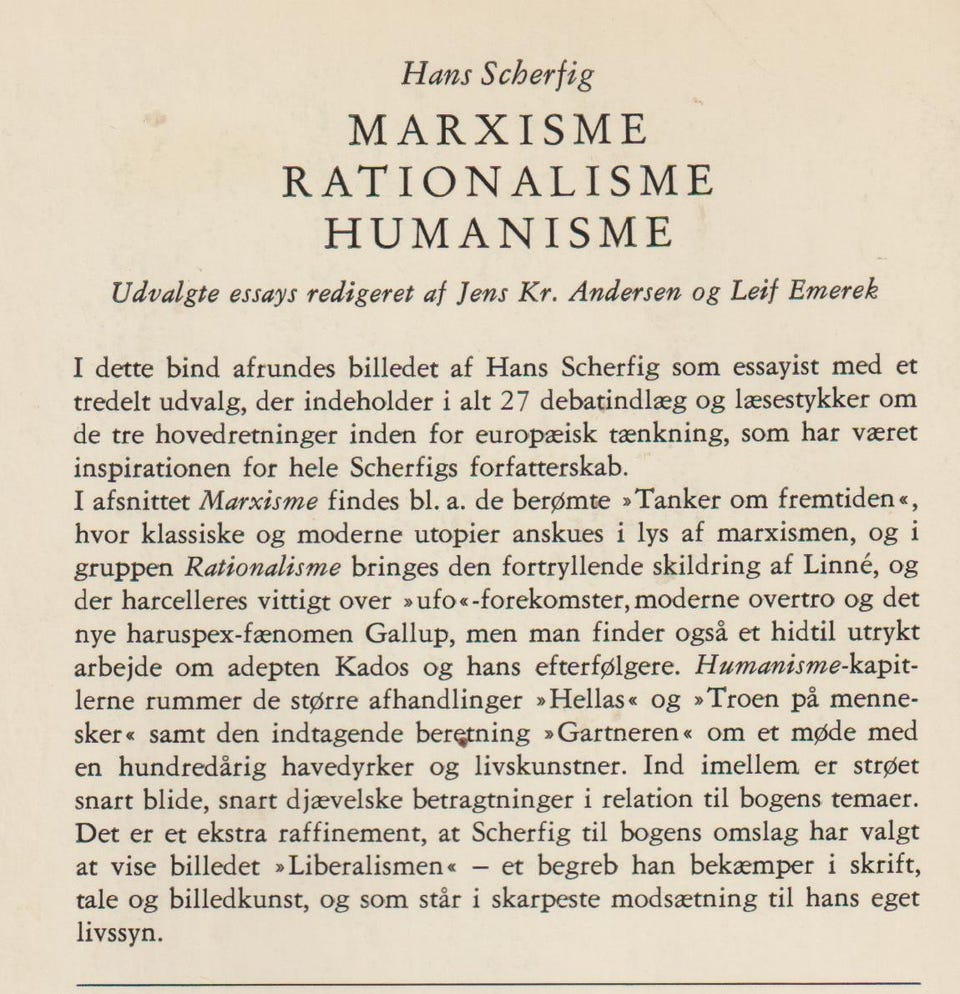 Hans Scherfig
MARXISME
RATIONALISME
HUMANISME
Udvalgte essays redigeret af Jens Kr. Andersen og Leif Emerek
I dette bind afrundes billedet af Hans Scherfig som essayist med et
tredelt udvalg, der indeholder i alt 27 debatindlæg og læsestykker om
de tre hovedretninger inden for europæisk tænkning, som har været
inspirationen for hele Scherfigs forfatterskab.
I afsnittet Marxisme findes bl. a. de berømte »Tanker om fremtiden«,
hvor klassiske og moderne utopier anskues i lys af marxismen, og i
gruppen Rationalisme bringes den fortryllende skildring af Linné, og
der harcelleres vittigt over »ufo«-forekomster, moderne overtro og det
nye haruspex-fænomen Gallup, men man finder også et hidtil utrykt
arbejde om adepten Kados og hans efterfølgere. Humanisme-kapit-
lerne rummer de større afhandlinger »Hellas« og »Troen på menne-
sker« samt den indtagende beretning »Gartneren« om et møde med
en hundredårig havedyrker og livskunstner. Ind imellem er strøet
snart blide, snart djævelske betragtninger i relation til bogens temaer.
Det er et ekstra raffinement, at Scherfig til bogens omslag har valgt
at vise billedet »Liberalismen« – et begreb han bekæmper i skrift,
tale og billedkunst, og som står i skarpeste modsætning til hans eget
livssyn.